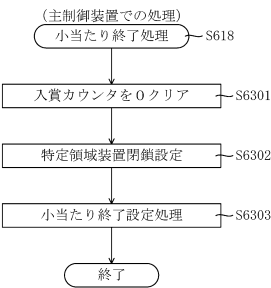 (主制御装置での処理)
小当たり終了処理 S618
入賞カウンタを0クリア S6301
特定領域装置閉鎖設定 S6302
小当たり終了設定処理 S6303
終了